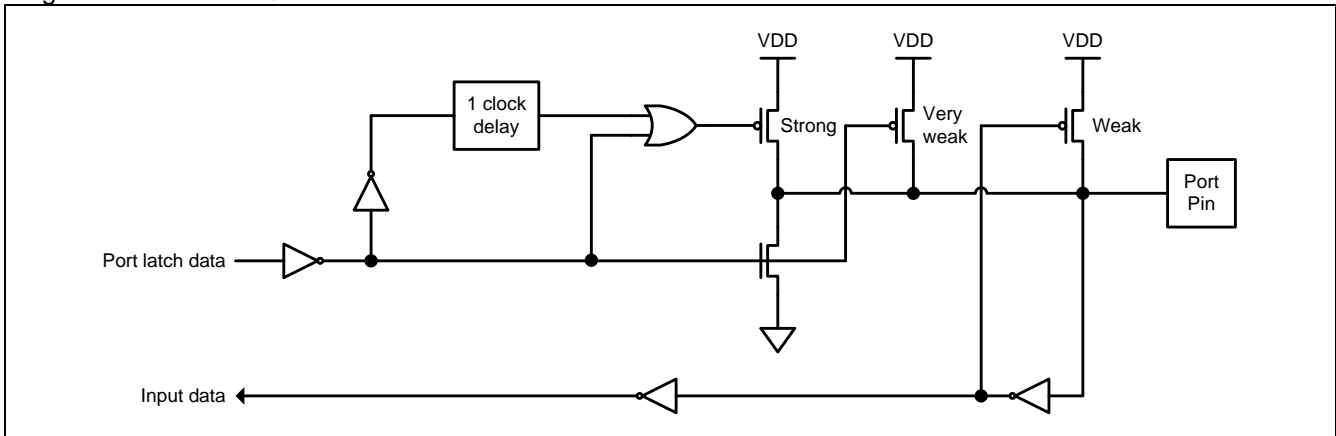 VDD
VDD
VDD
1 clock
delay
Strong
Very
weak
Weak
Port
Pin
Port latch data
Input data